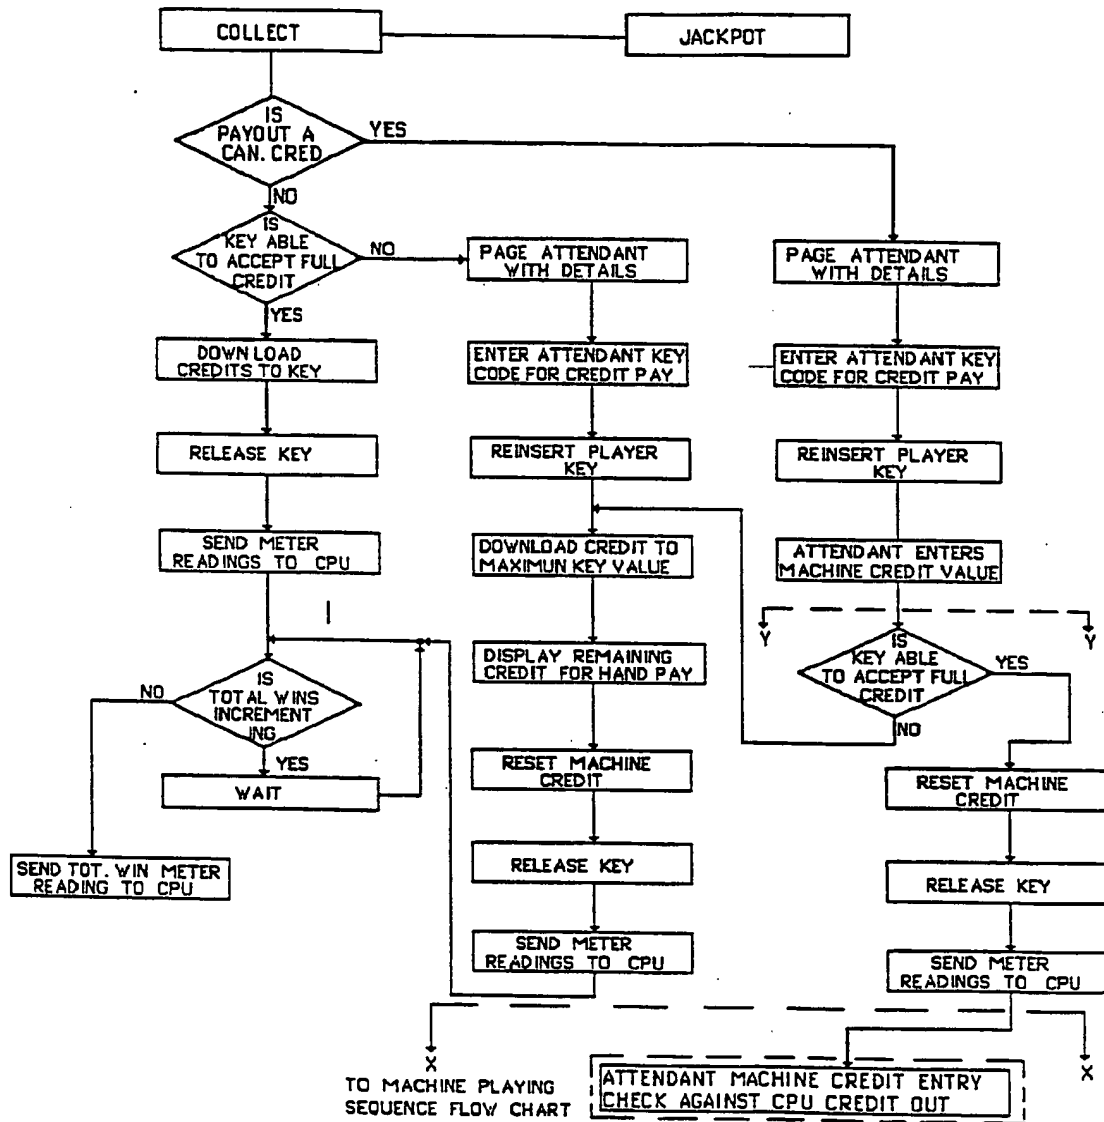 COLLECT
JACKPOT
IS
PAYOUT A
CAN. CRED
YES
NO
IS
KEY ABLE
TO ACCEPT FULL
CREDIT
NO
YES
PAGE ATTENDANT
WITH DETAILS
PAGE ATTENDANT
WITH DETAILS
DOWNLOAD
CREDITS TO KEY
ENTER ATTENDANT KEY
CODE FOR CREDIT PAY
ENTER ATTENDANT KEY
CODE FOR CREDIT PAY
RELEASE KEY
REINSERT PLAYER
KEY
REINSERT PLAYER
KEY
SEND METER
READINGS TO CPU
DOWNLOAD CREDIT TO
MAXIMUN KEY VALUE
ATTENDANT ENTERS
MACHINE CREDIT VALUE
Y
Y
IS
TOTAL WINS
INCREMENT
ING
NO
YES
DISPLAY REMAINING
CREDIT FOR HAND PAY
IS
KEY ABLE
TO ACCEPT FULL
CREDIT
YES
NO
WAIT
RESET MACHINE
CREDIT
RESET MACHINE
CREDIT
SEND TOT. WIN METER
READING TO CPU
RELEASE KEY
RELEASE KEY
SEND METER
READINGS TO CPU
SEND METER
READINGS TO CPU
X
X
TO MACHINE PLAYING
SEQUENCE FLOW CHART
ATTENDANT MACHINE CREDIT ENTRY
CHECK AGAINST CPU CREDIT OUT